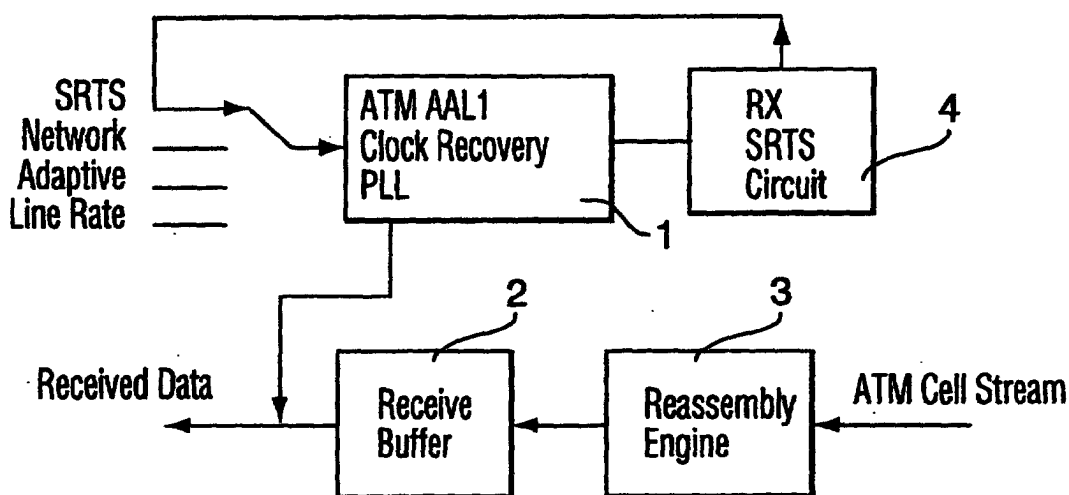 SRTS
Network
Adaptive
Line Rate
ATM AAL1
Clock Recovery
PLL
1
RX
SRTS
Circuit
4
2
3
Received Data
Receive
Buffer
Reassembly
Engine
ATM Cell Stream